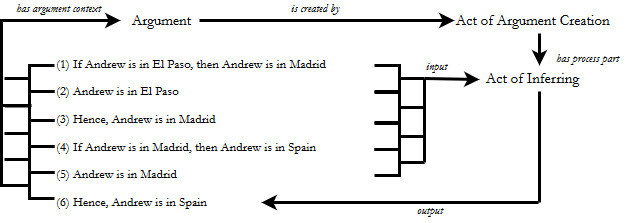 has argument context
Argument
is created by
Act of Argument Creation
has process part
(1) If Andrew is in El Paso, then Andrew is in Madrid
input
Act of Inferring
(2) Andrew is in El Paso
(3) Hence, Andrew is in Madrid
(4) If Andrew is in Madrid, then Andrew is in Spain
(5) Andrew is in Madrid
(6) Hence, Andrew is in Spain
output